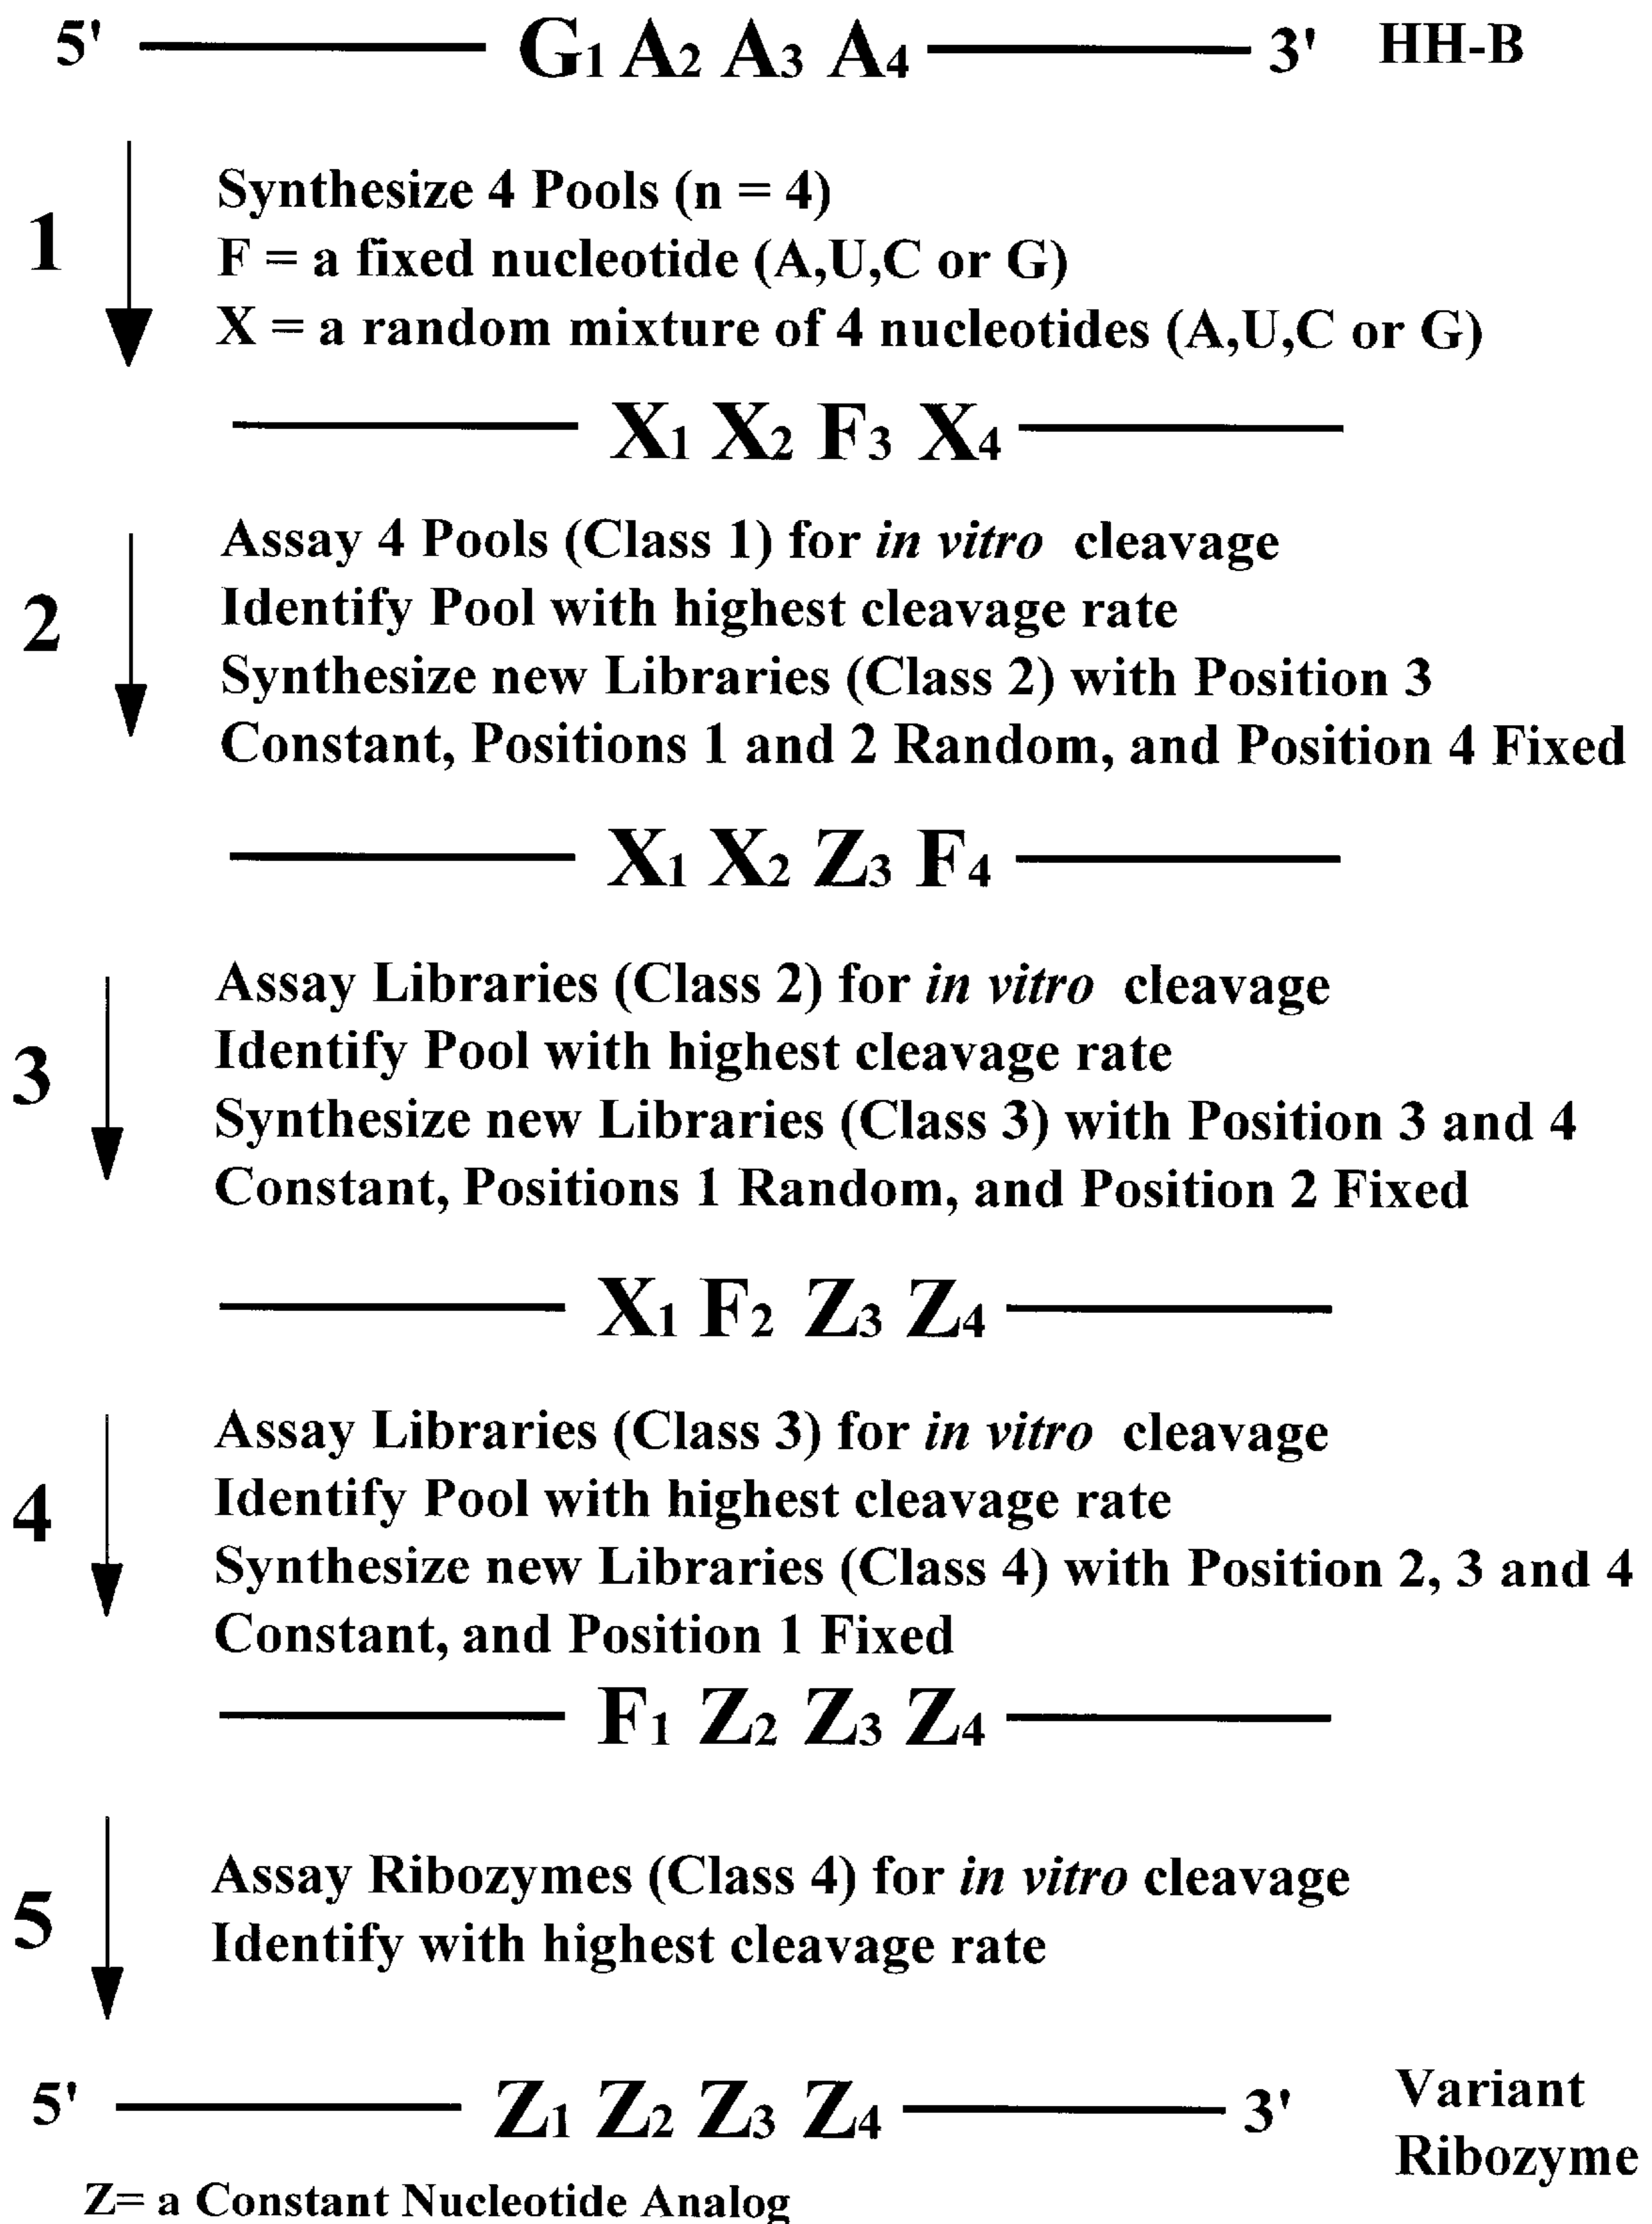 5' G1 A2 A3 A4 3' HH-B
1
Synthesize 4 Pools (n = 4)
F = a fixed nucleotide (A,U,C or G)
X = a random mixture of 4 nucleotides (A,U,C or G)
X1 X2 F3 X4
2
Assay 4 Pools (Class 1) for in vitro cleavage
Identify Pool with highest cleavage rate
Synthesize new Libraries (Class 2) with Position 3
Constant, Positions 1 and 2 Random, and Position 4 Fixed
X1 X2 Z3 F4
3
Assay Libraries (Class 2) for in vitro cleavage
Identify Pool with highest cleavage rate
Synthesize new Libraries (Class 3) with Position 3 and 4
Constant, Positions 1 Random, and Position 2 Fixed
X1 F2 Z3 Z4
4
Assay Libraries (Class 3) for in vitro cleavage
Identify Pool with highest cleavage rate
Synthesize new Libraries (Class 4) with Position 2, 3 and 4
Constant, and Position 1 Fixed
F1 Z2 Z3 Z4
5
Assay Ribozymes (Class 4) for in vitro cleavage
Identify with highest cleavage rate
5' Z1 Z2 Z3 Z4 3'
Variant
Ribozyme
Z= a Constant Nucleotide Analog